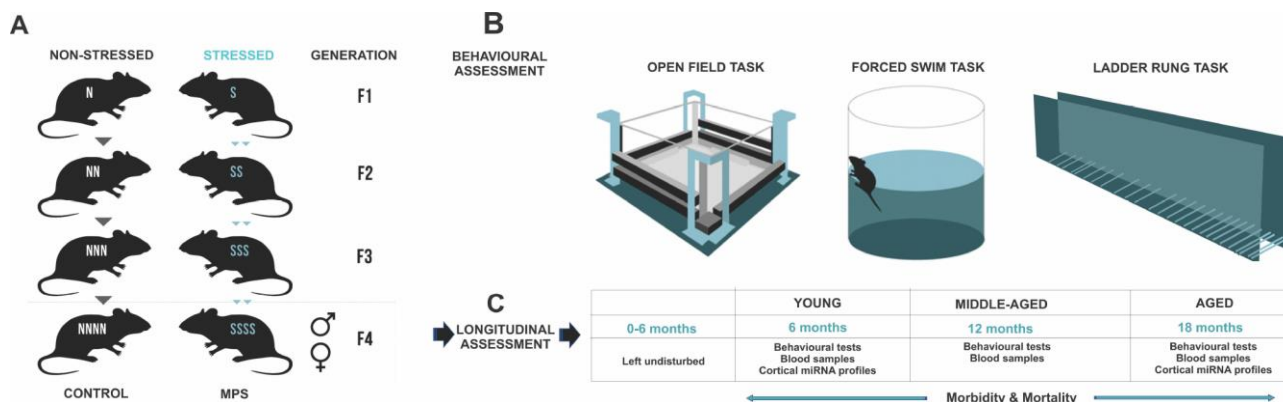 A
NON-STRESSED STRESSED GENERATION
N S F1
NN SS F2
NNN SSS F3
NNNN SSSS F4
CONTROL MPS
B
BEHAVIOURAL
ASSESSMENT
OPEN FIELD TASK FORCED SWIM TASK LADDER RUNG TASK
C
LONGITUDINAL
ASSESSMENT
YOUNG MIDDLE-AGED AGED
0-6 months 6 months 12 months 18 months
Left undisturbed
Behavioural tests
Blood samples
Cortical miRNA profiles
Behavioural tests
Blood samples
Behavioural tests
Blood samples
Cortical miRNA profiles
Morbidity & Mortality